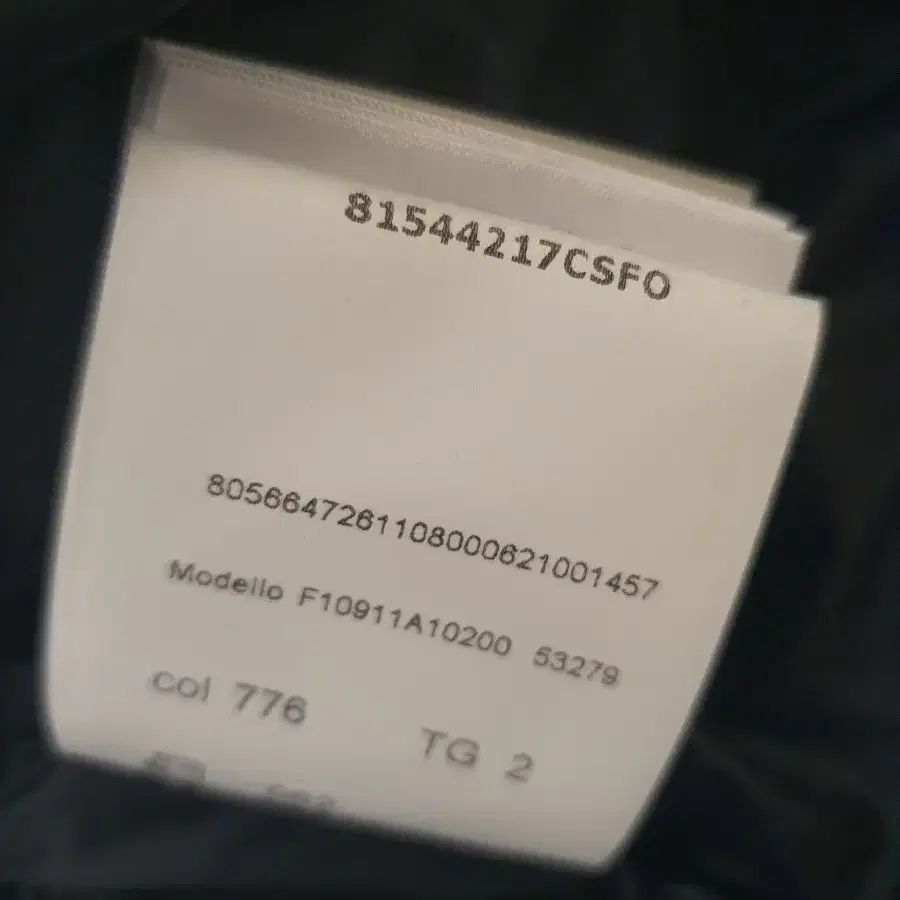 81544217CSFO
8056647261108000621001457
Modello F10911A10200 53279
col 776 TG 2